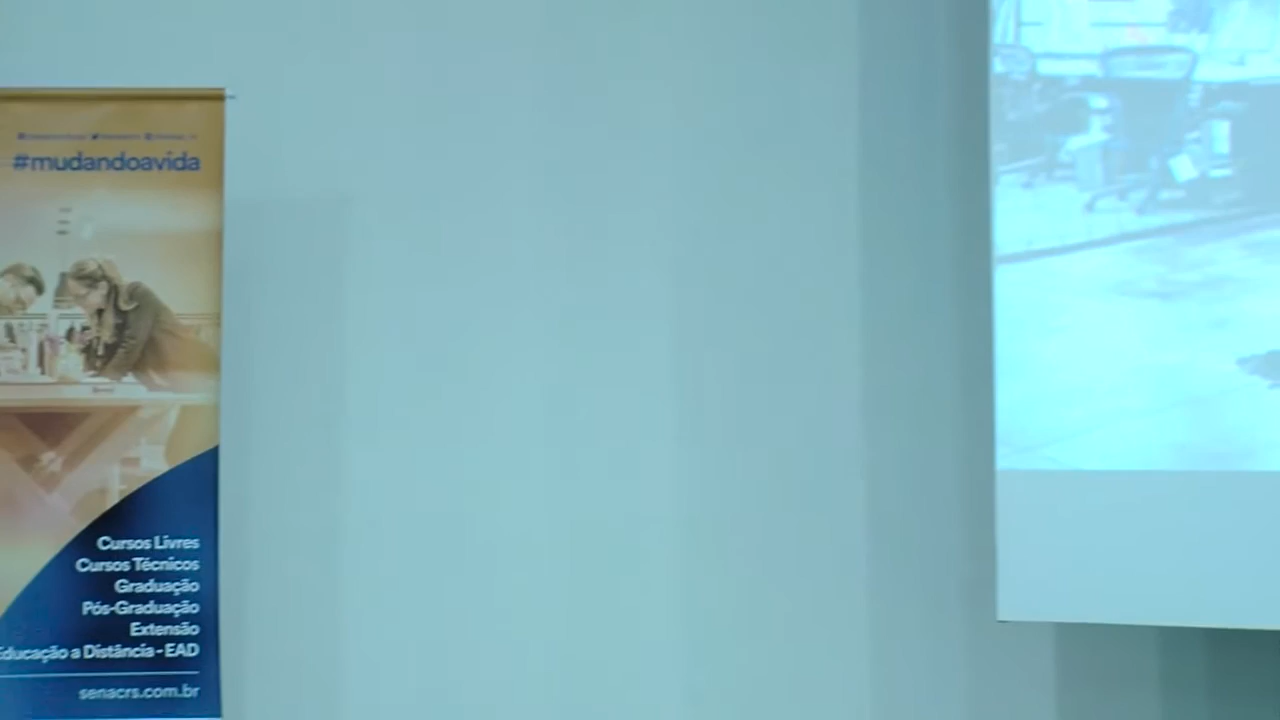 #mudandoavida
Cursos Livres
Cursos Técnicos
Graduação
Pós-Graduação
Extensão
Educação a Distância - EAD
senacrs.com.br